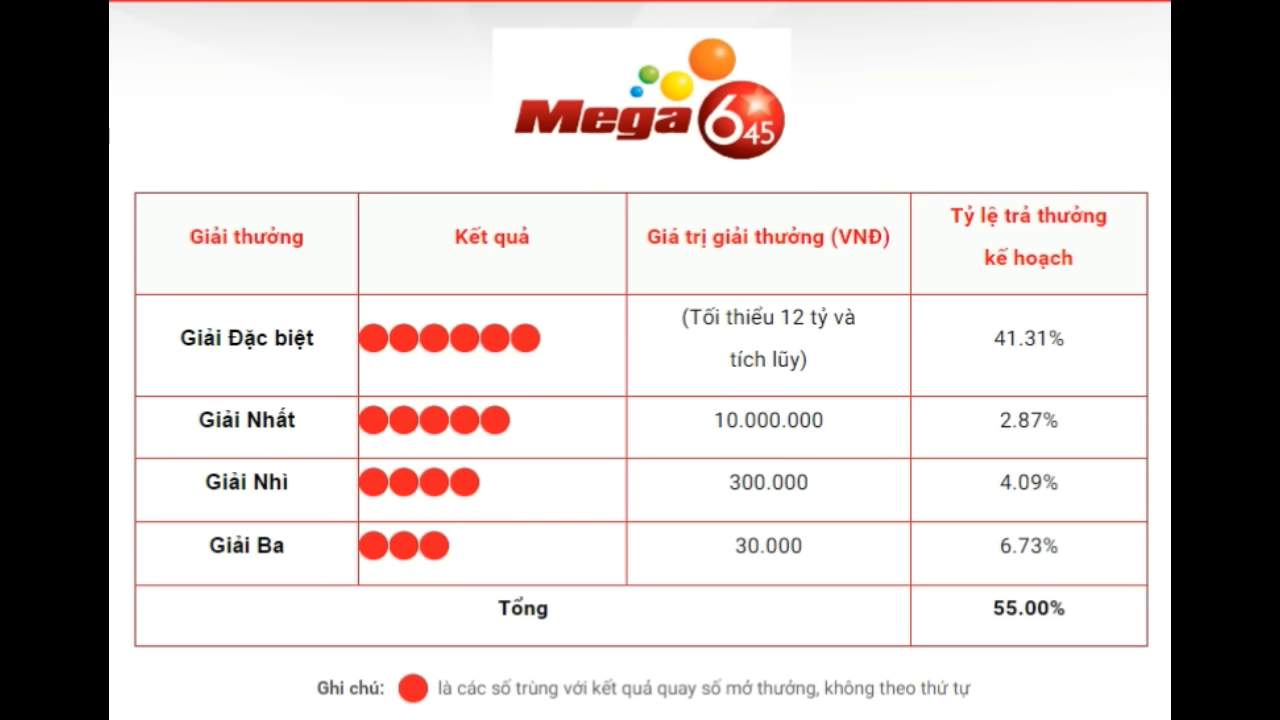 Mega 6 45
Giải thưởng
Kết quả
Giá trị giải thưởng (VNĐ)
Tỷ lệ trả thưởng
kế hoạch
Giải Đặc biệt
(Tối thiểu 12 tỷ và
tích lũy)
41.31%
Giải Nhất
10.000.000
2.87%
Giải Nhì
300.000
4.09%
Giải Ba
30.000
6.73%
Tổng
55.00%
Ghi chú: là các số trùng với kết quả quay số mở thưởng, không theo thứ tự